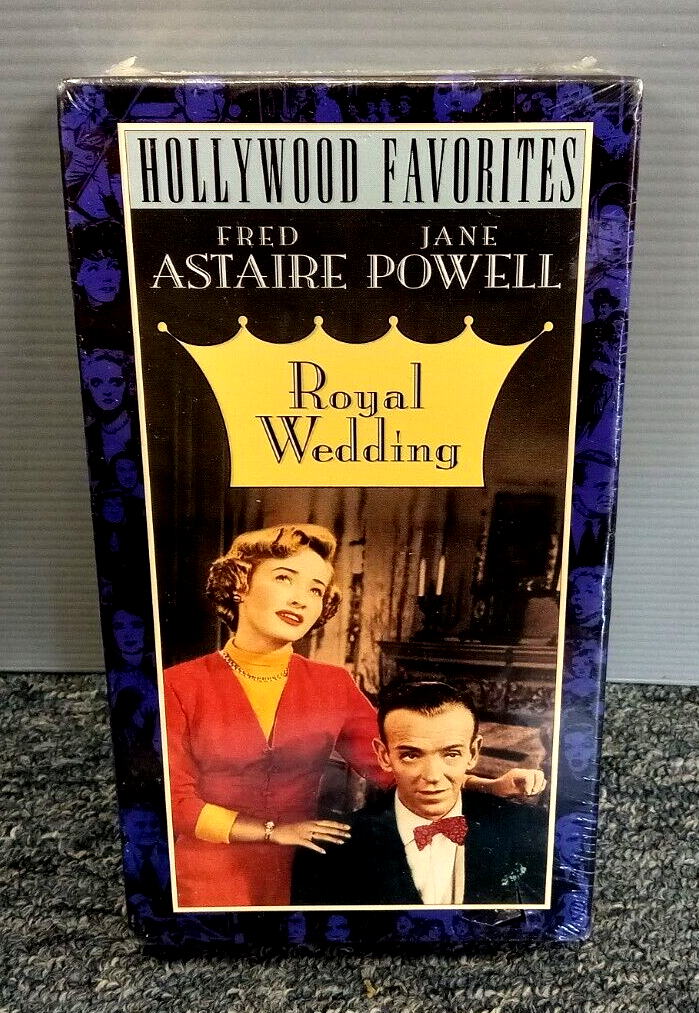 HOLLYWOOD FAVORITES
FRED JANE
ASTAIRE POWELL
Royal
Wedding